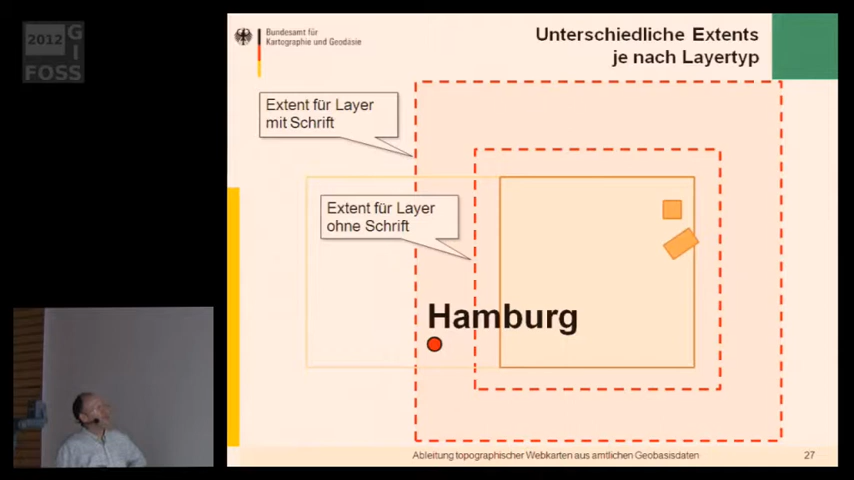 2012
GI
FOSS
Bundesamt für
Kartographie und Geodäsie
Unterschiedliche Extents
je nach Layertyp
Extent für Layer
mit Schrift
Extent für Layer
ohne Schrift
Hamburg
Ableitung topographischer Webkarten aus amtlichen Geobasisdaten
27